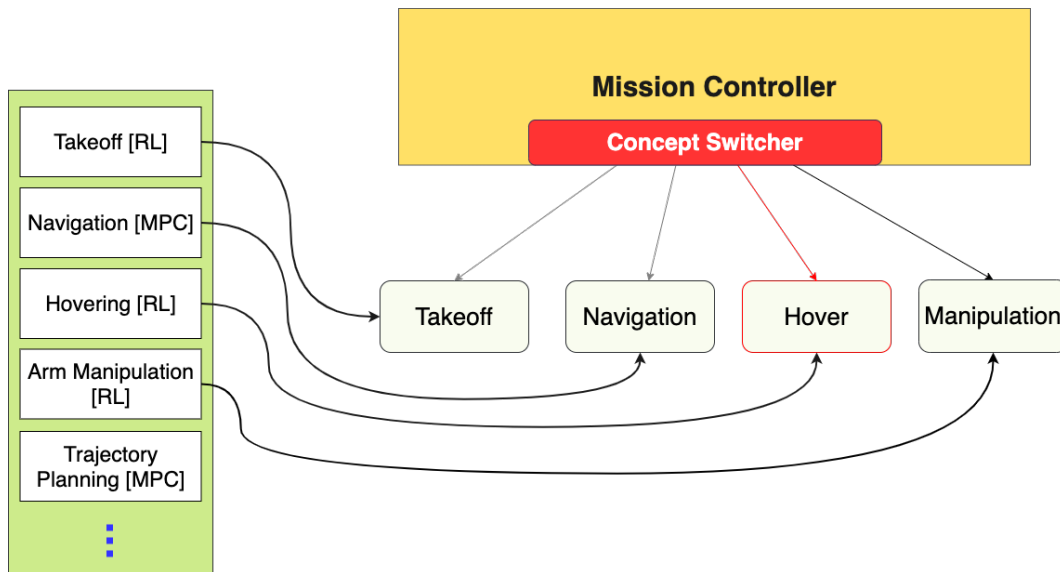 Mission Controller
Concept Switcher
Takeoff [RL]
Navigation [MPC]
Hovering [RL]
Arm Manipulation
[RL]
Trajectory
Planning [MPC]
Takeoff
Navigation
Hover
Manipulation